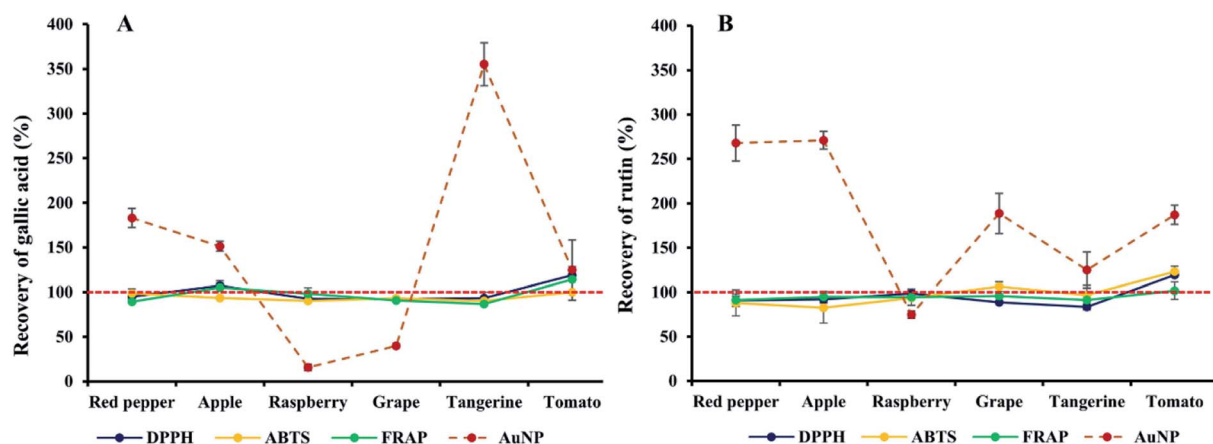 A
Recovery of gallic acid (%)
400
350
300
250
200
150
100
50
0
Red pepper Apple Raspberry Grape Tangerine Tomato
DPPH ABTS FRAP AuNP
B
Recovery of rutin (%)
400
350
300
250
200
150
100
50
0
Red pepper Apple Raspberry Grape Tangerine Tomato
DPPH ABTS FRAP AuNP